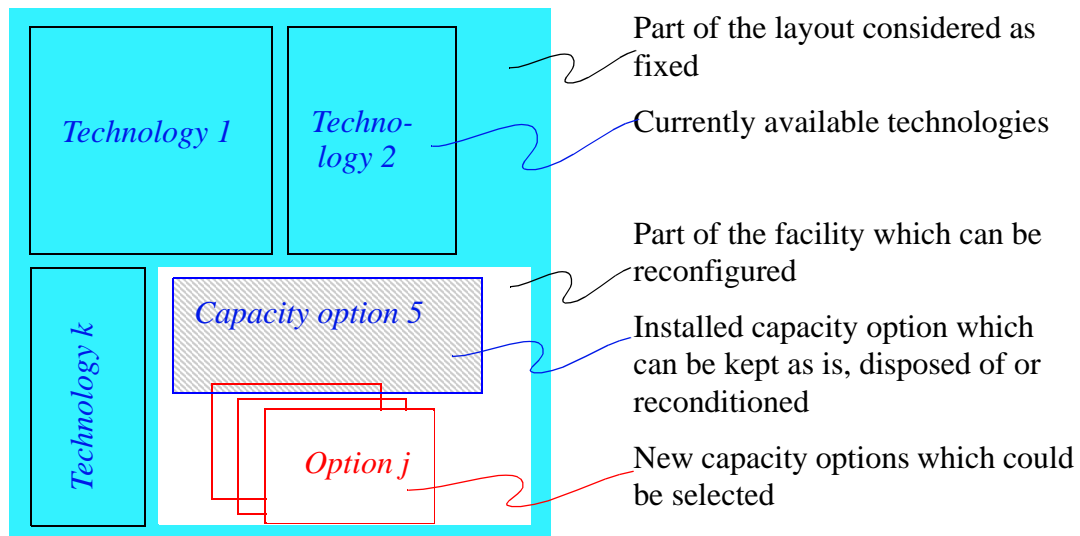 Technology 1
Techno-
logy 2
Technology k
Capacity option 5
Option j
Part of the layout considered as
fixed
Currently available technologies
Part of the facility which can be
reconfigured
Installed capacity option which
can be kept as is, disposed of or
reconditioned
New capacity options which could
be selected